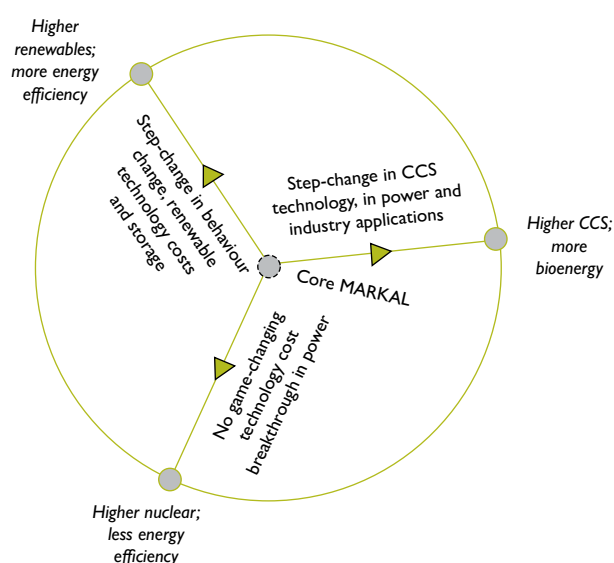 Higher
renewables;
more energy
efficiency
Step-change in behaviour
change, renewable
technology costs
and storage
Step-change in CCS
technology, in power and
industry applications
Higher CCS;
more
bioenergy
Core MARKAL
No game-changing
technology cost
breakthrough in power
Higher nuclear;
less energy
efficiency